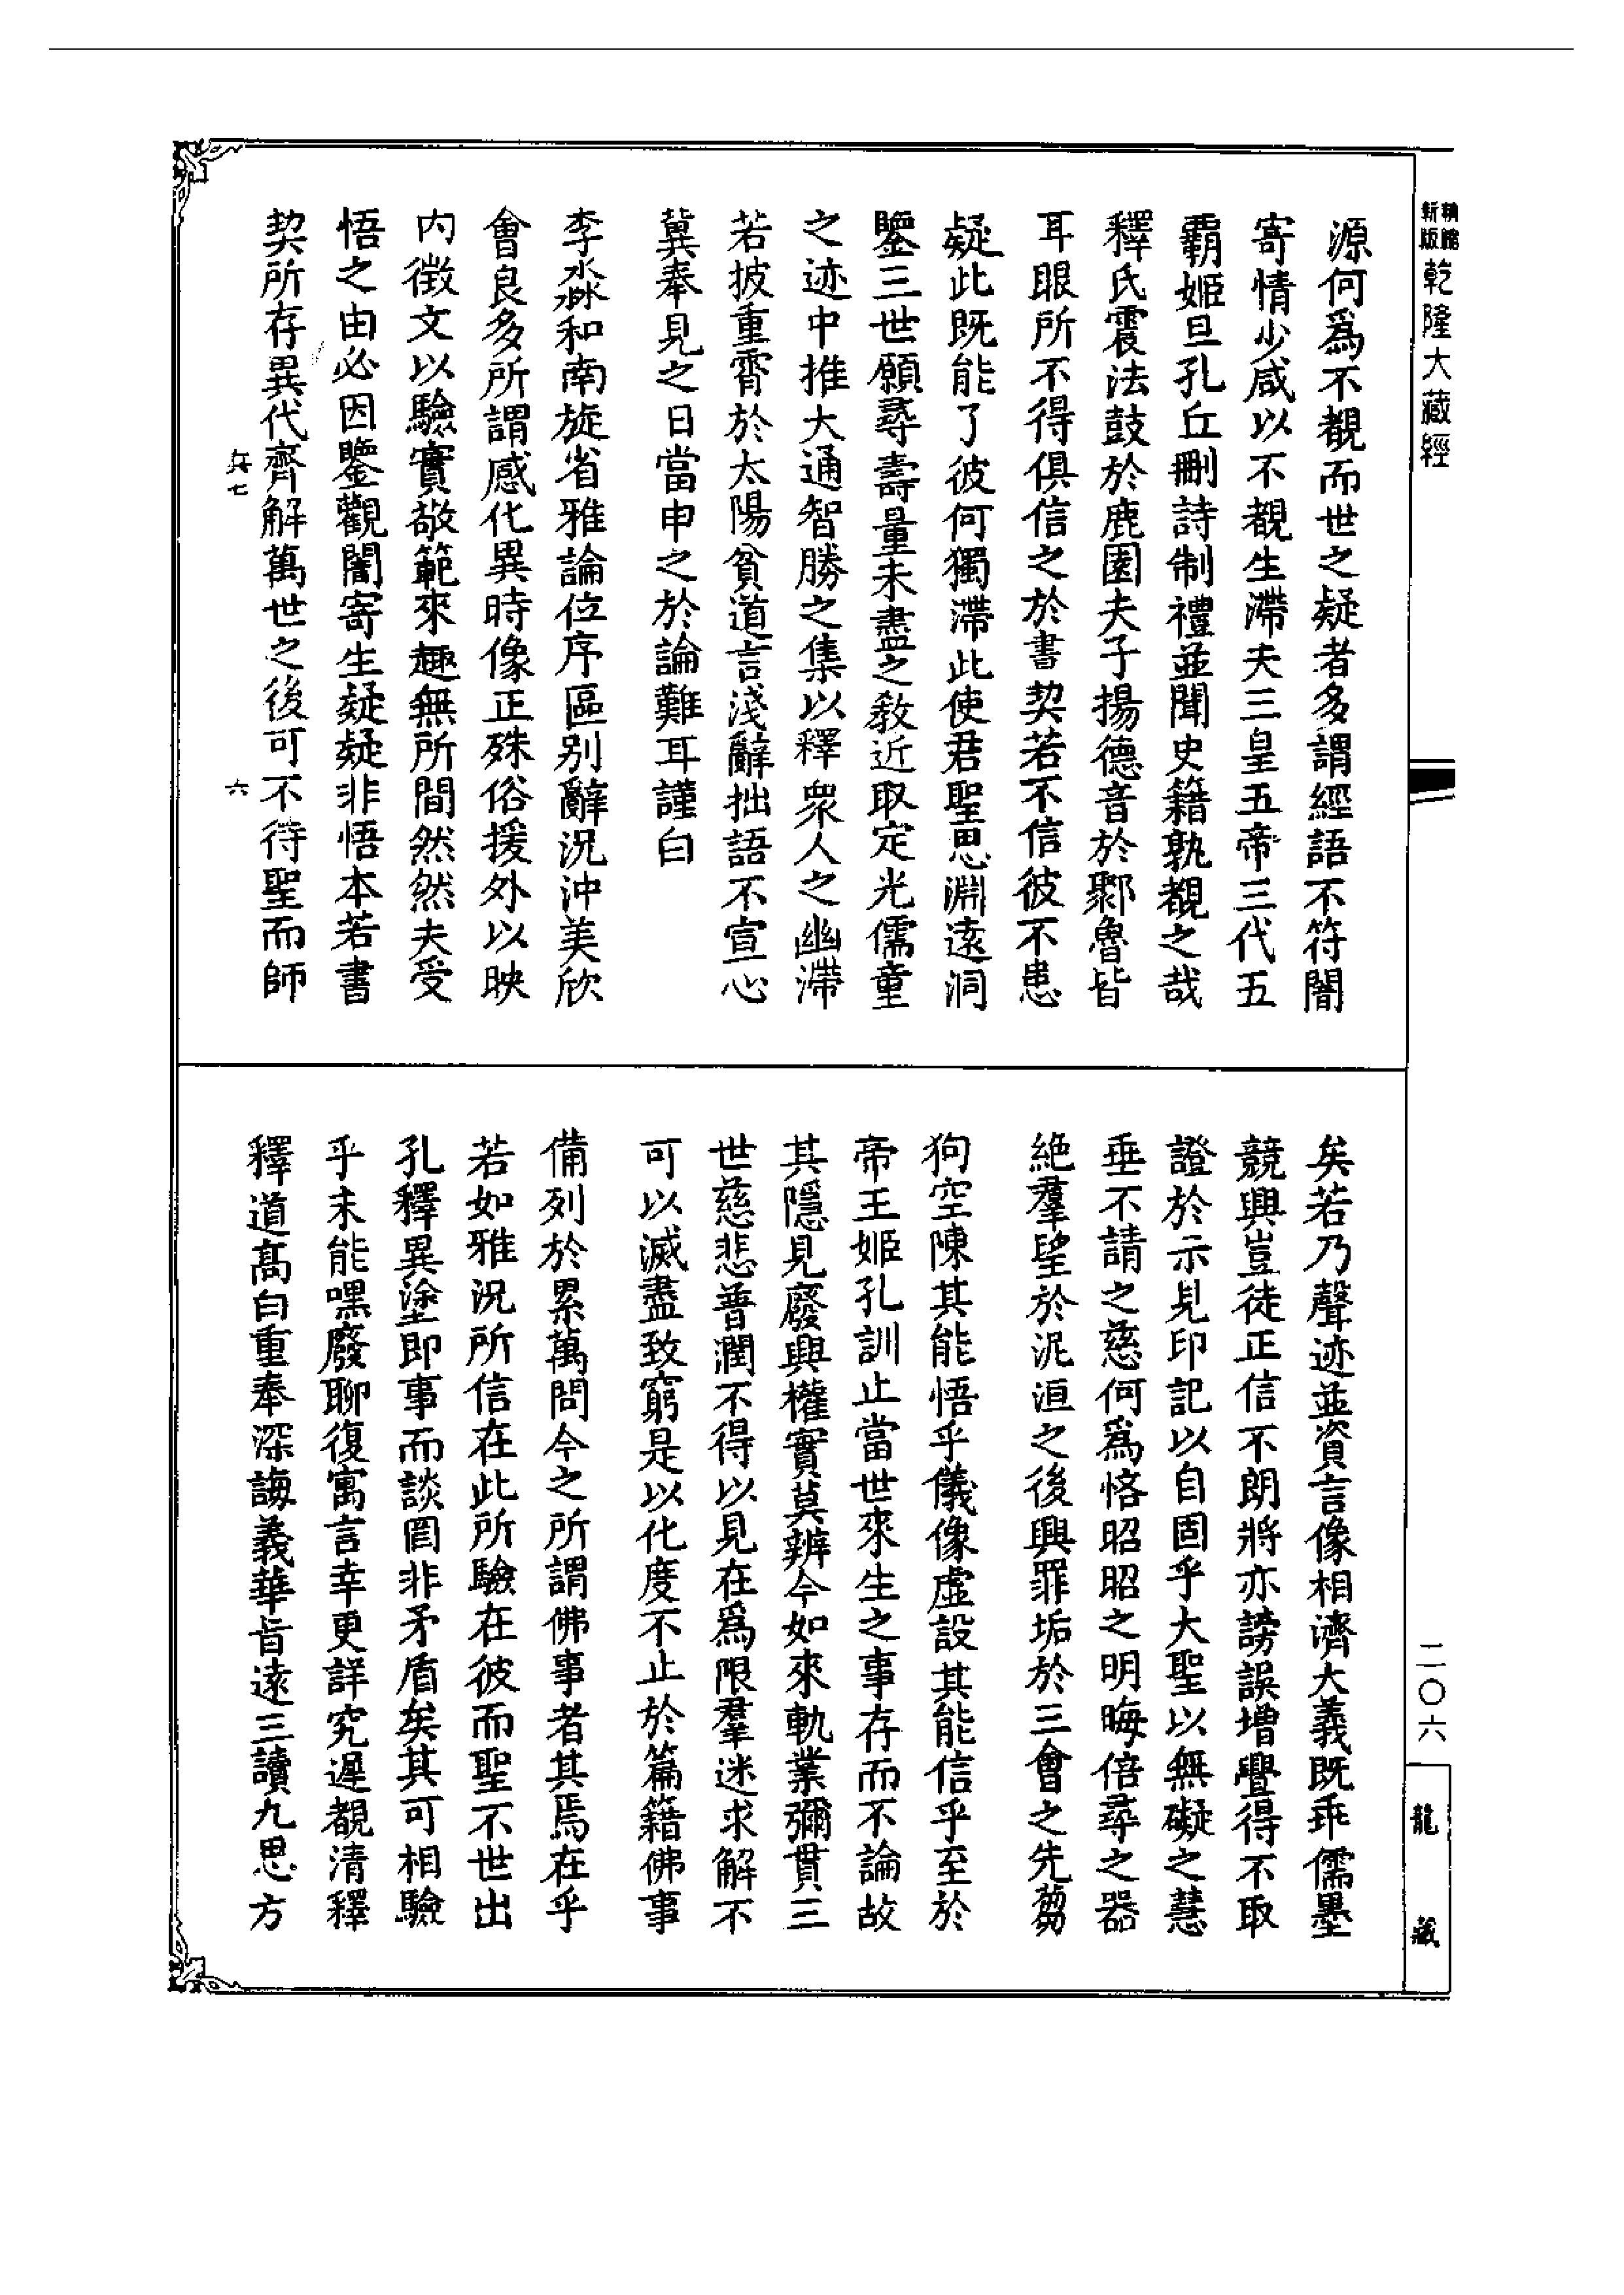 新版精縮乾隆大藏經
源何爲不覩而世之疑者多謂經語不符闇
寄情少咸以不覩生滯夫三皇五帝三代五
霸姬旦孔丘刪詩制禮並聞史籍孰覩之哉
釋氏震法鼓於鹿園夫子揚德音於鄹魯皆
耳眼所不得俱信之於書契若不信彼不患
疑此既能了彼何獨滯此使君聖思淵遠洞
鑒三世願尋壽量未盡之敎近取定光儒童
之迹中推大通智勝之集以釋衆人之幽滯
若披重霄於太陽貧道言淺辭拙語不宣心
冀奉見之日當申之於論難耳謹白
李淼和南旋省雅論位序區別辭況沖美欣
會良多所謂感化異時像正殊俗援外以映
內徵文以驗實敬範來趣無所間然然夫受
悟之由必因鑒觀闇寄生疑疑非悟本若書
契所存異代齊解萬世之後可不待聖而師
兵七 六
矣若乃聲迹並資言像相濟大義既乖儒墨
競興豈徒正信不朗將亦謗誤增舋得不取
證於示見印記以自固乎大聖以無礙之慧
垂不請之慈何爲恡昭昭之明晦倍尋之器
絕羣望於泥洹之後興罪垢於三會之先芻
狗空陳其能悟乎儀像虛設其能信乎至於
帝王姬孔訓止當世來生之事存而不論故
其隱見廢興權實莫辨今如來軌業彌貫三
世慈悲普潤不得以見在爲限羣迷求解不
可以滅盡致窮是以化度不止於篇籍佛事
備列於累萬問今之所謂佛事者其焉在乎
若如雅況所信在此所驗在彼而聖不世出
孔釋異塗即事而談罔非矛盾矣其可相驗
乎未能嘿廢聊復寓言幸更詳究遲覩清釋
釋道高白重奉深誨義華旨遠三讀九思方
二〇六
龍藏